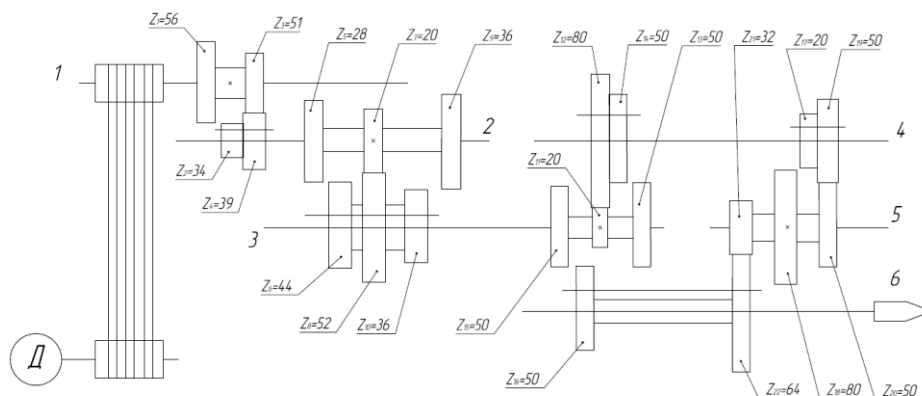 Z₁=56
Z₃=51
Z₅=28
Z₇=20
Z₉=36
Z₁₂=80
Z₁₄=50
Z₁₃=50
Z₂₁=32
Z₁₇=20
Z₁₉=50
1
2
4
Z₁₁=20
Z₂=34
Z₄=39
3
5
6
Z₆=44
Z₈=52
Z₁₀=36
Z₁₅=50
Z₁₆=50
Z₂₂=64
Z₁₈=80
Z₂₀=50
Д